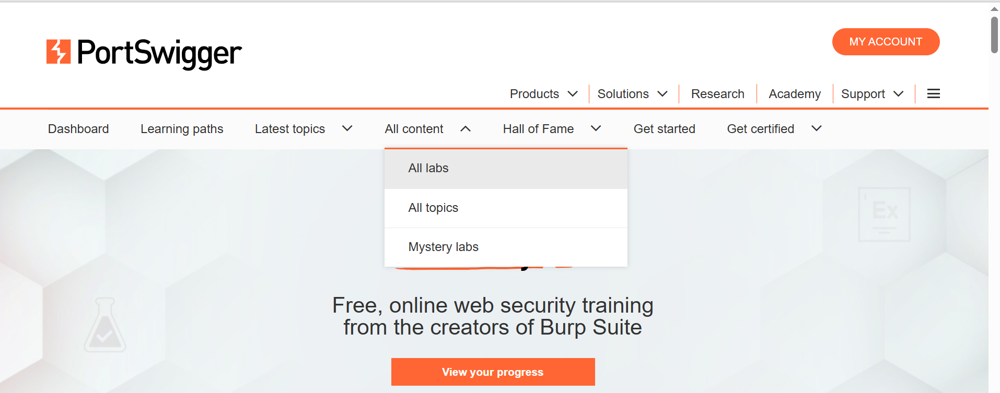 PortSwigger
MY ACCOUNT
Products Solutions Research Academy Support
Dashboard Learning paths Latest topics All content Hall of Fame Get started Get certified
All labs
All topics
Mystery labs
Ex
Free, online web security training
from the creators of Burp Suite
View your progress